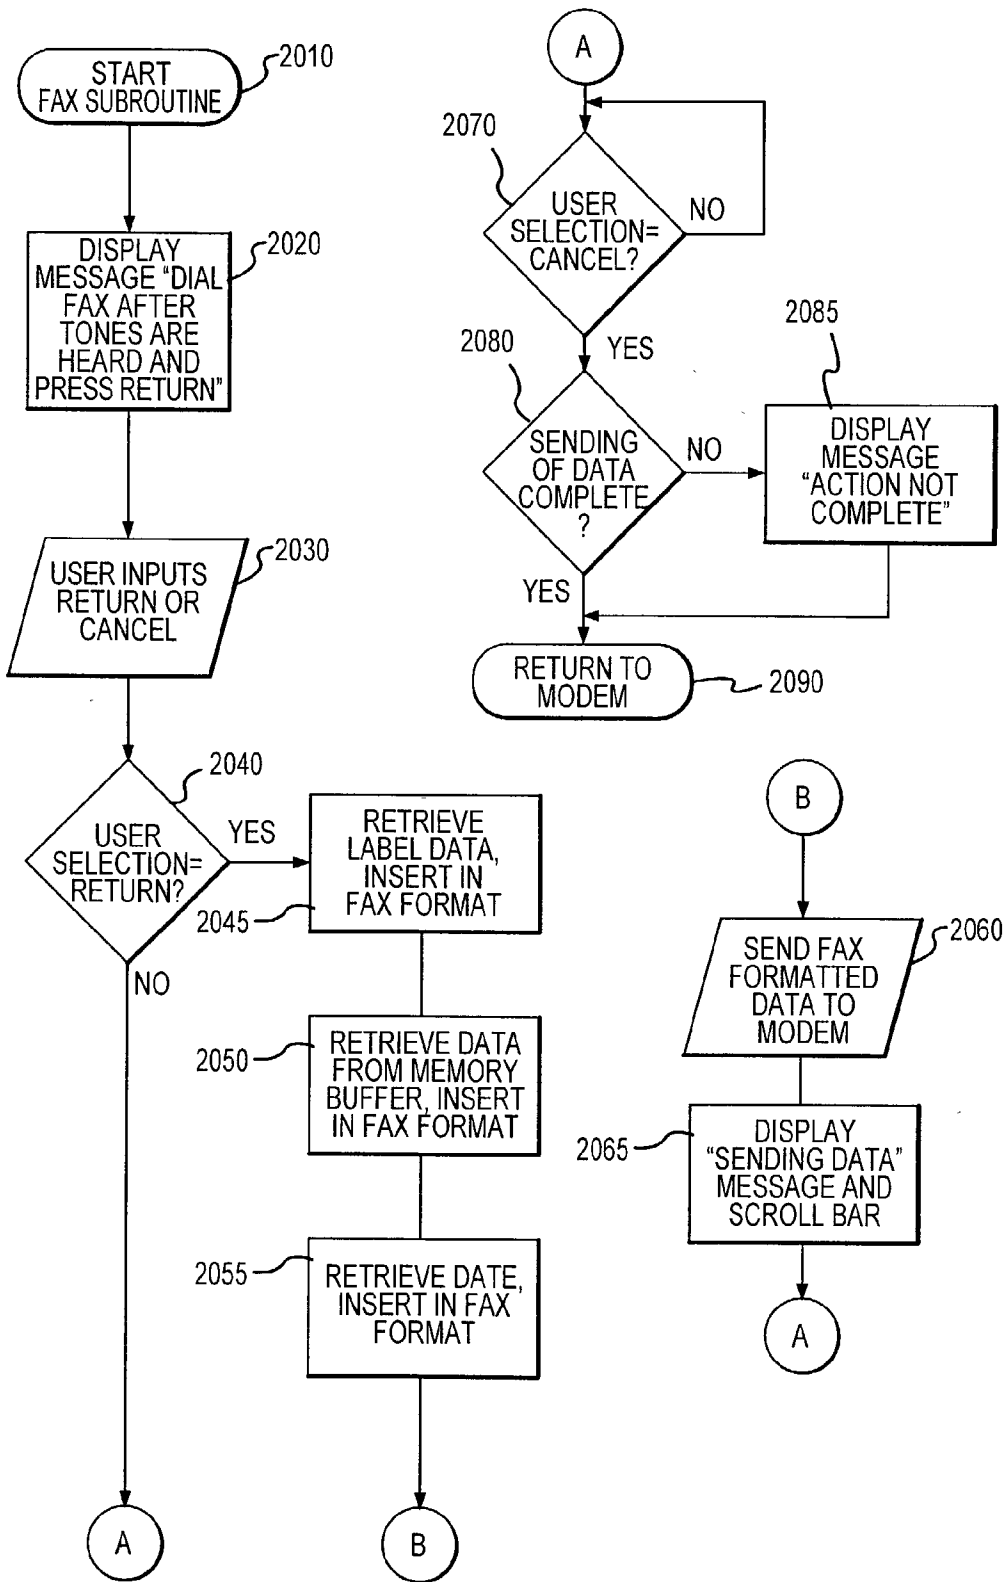 START
FAX SUBROUTINE
2010
DISPLAY
MESSAGE "DIAL
FAX AFTER
TONES ARE
HEARD AND
PRESS RETURN"
2020
USER INPUTS
RETURN OR
CANCEL
2030
USER
SELECTION=
RETURN?
2040
YES
NO
RETRIEVE
LABEL DATA,
INSERT IN
FAX FORMAT
2045
RETRIEVE DATA
FROM MEMORY
BUFFER, INSERT
IN FAX FORMAT
2050
RETRIEVE DATE,
INSERT IN FAX
FORMAT
2055
A
B
A
2070
USER
SELECTION=
CANCEL?
NO
YES
2080
SENDING
OF DATA
COMPLETE
?
NO
YES
2085
DISPLAY
MESSAGE
"ACTION NOT
COMPLETE"
RETURN TO
MODEM
2090
B
SEND FAX
FORMATTED
DATA TO
MODEM
2060
DISPLAY
"SENDING DATA"
MESSAGE AND
SCROLL BAR
2065
A